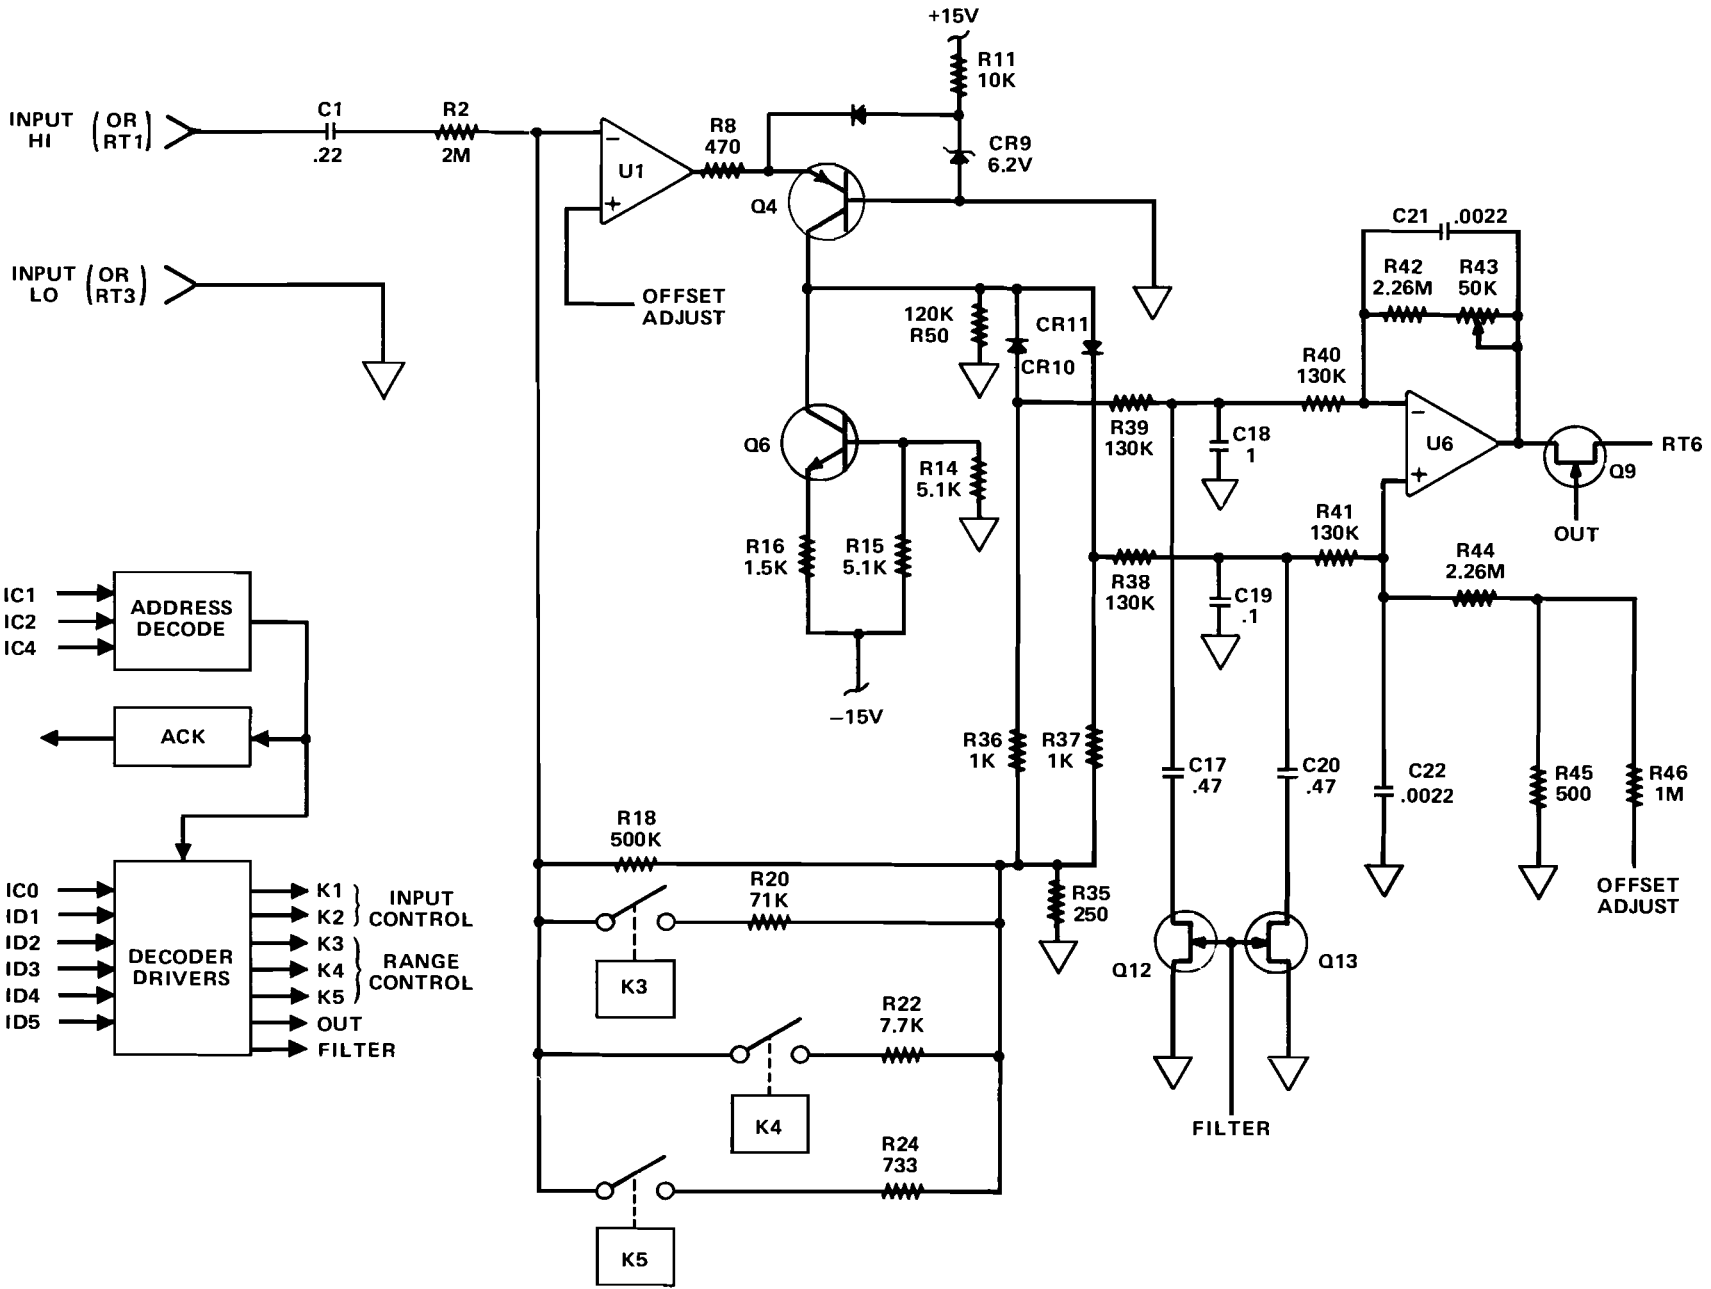 +15V
R11
10K
INPUT HI (OR RT1)
C1
.22
R2
2M
R8
470
CR9
6.2V
−
U1
+
Q4
INPUT LO (OR RT3)
OFFSET
ADJUST
120K
R50
CR11
CR10
C21 .0022
R42
2.26M
R43
50K
R40
130K
R39
130K
C18
1
−
U6
+
RT6
Q9
OUT
Q6
R14
5.1K
R16
1.5K
R15
5.1K
−15V
R41
130K
R38
130K
C19
.1
R44
2.26M
IC1
IC2
IC4
ADDRESS
DECODE
ACK
R36
1K
R37
1K
C17
.47
C20
.47
C22
.0022
R45
500
R46
1M
OFFSET
ADJUST
R18
500K
R20
71K
R35
250
K3
Q12
Q13
FILTER
R22
7.7K
K4
R24
733
K5
IC0
ID1
ID2
ID3
ID4
ID5
DECODER
DRIVERS
K1
K2
INPUT
CONTROL
K3
K4
K5
RANGE
CONTROL
OUT
FILTER